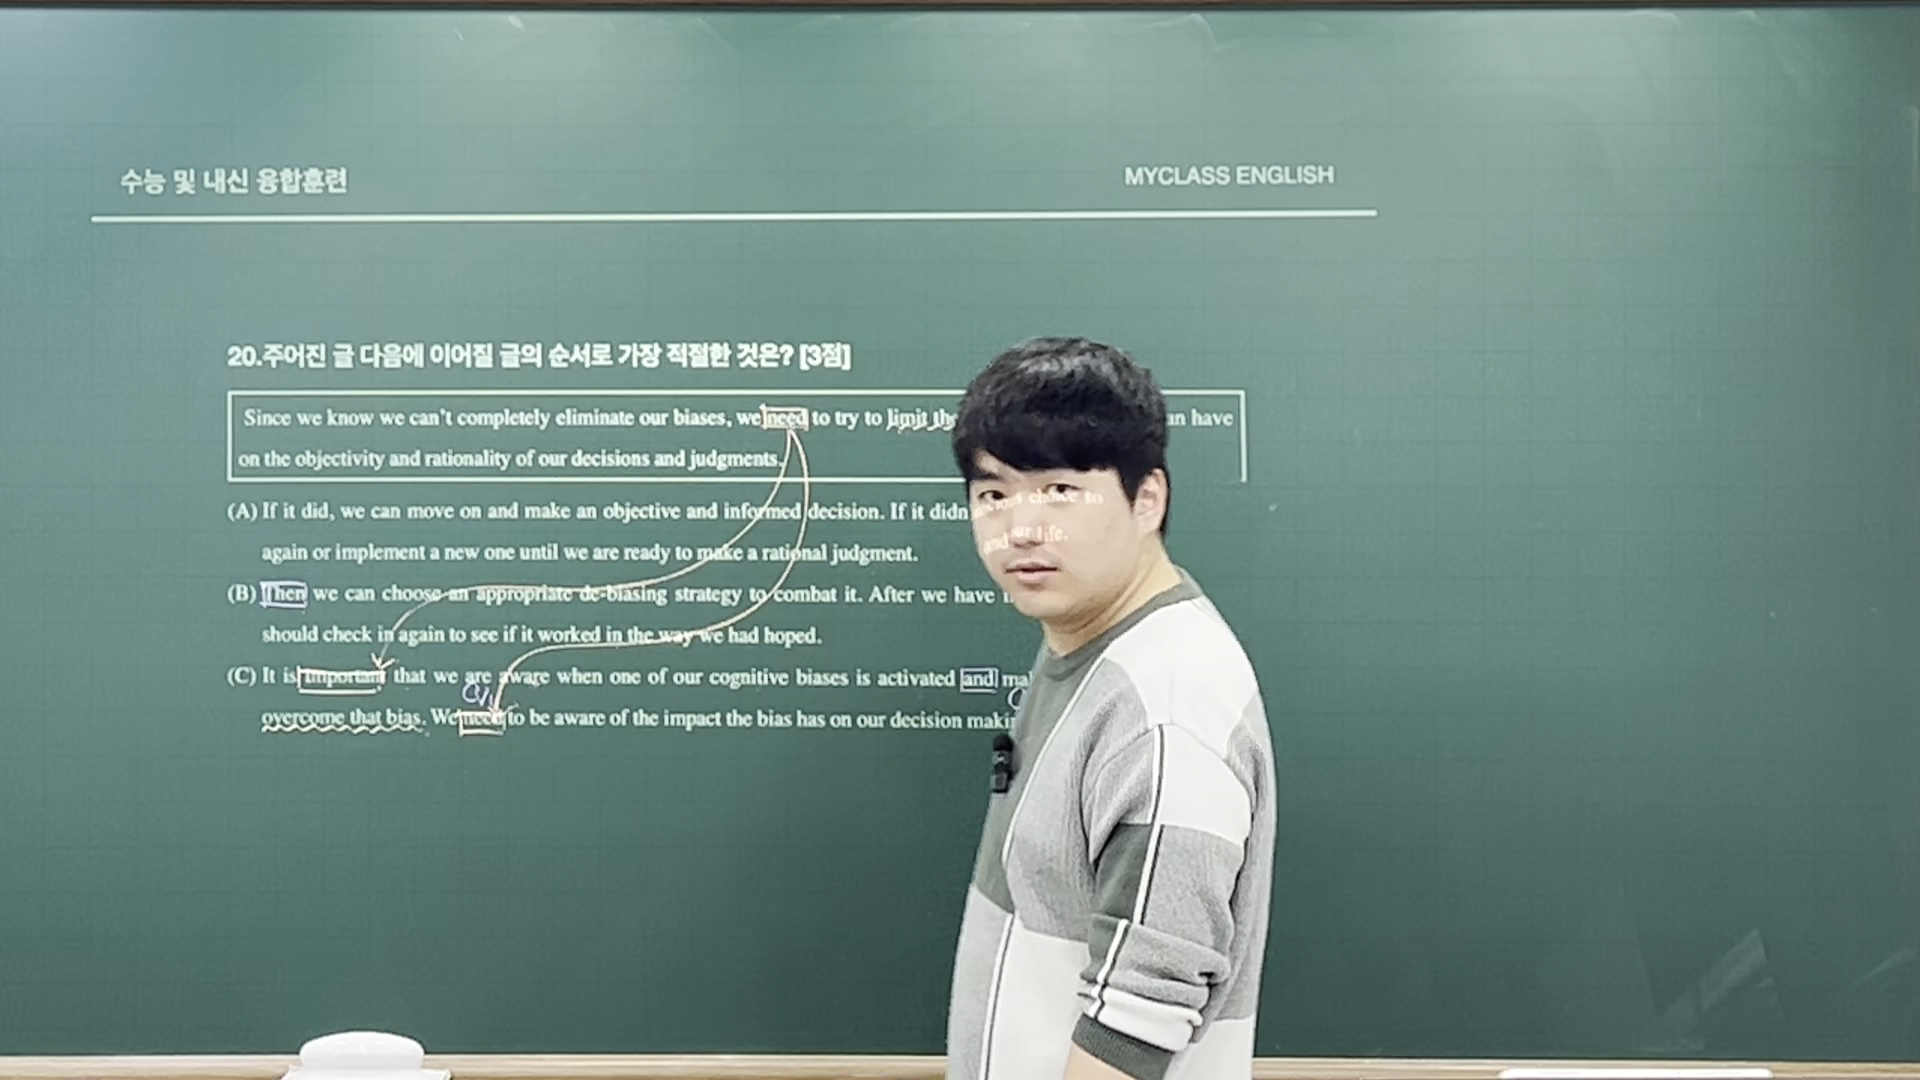 수능 및 내신 융합훈련
MYCLASS ENGLISH
20.주어진 글 다음에 이어질 글의 순서로 가장 적절한 것은? [3점]
Since we know we can't completely eliminate our biases, we need to try to limit the an have
on the objectivity and rationality of our decisions and judgments.
(A) If it did, we can move on and make an objective and informed decision. If it didn choice to
again or implement a new one until we are ready to make a rational judgment. and our life.
(B) Then we can choose an appropriate de-biasing strategy to combat it. After we have
should check in again to see if it worked in the way we had hoped.
(C) It is important that we are aware when one of our cognitive biases is activated and
overcome that bias. We need to be aware of the impact the bias has on our decision